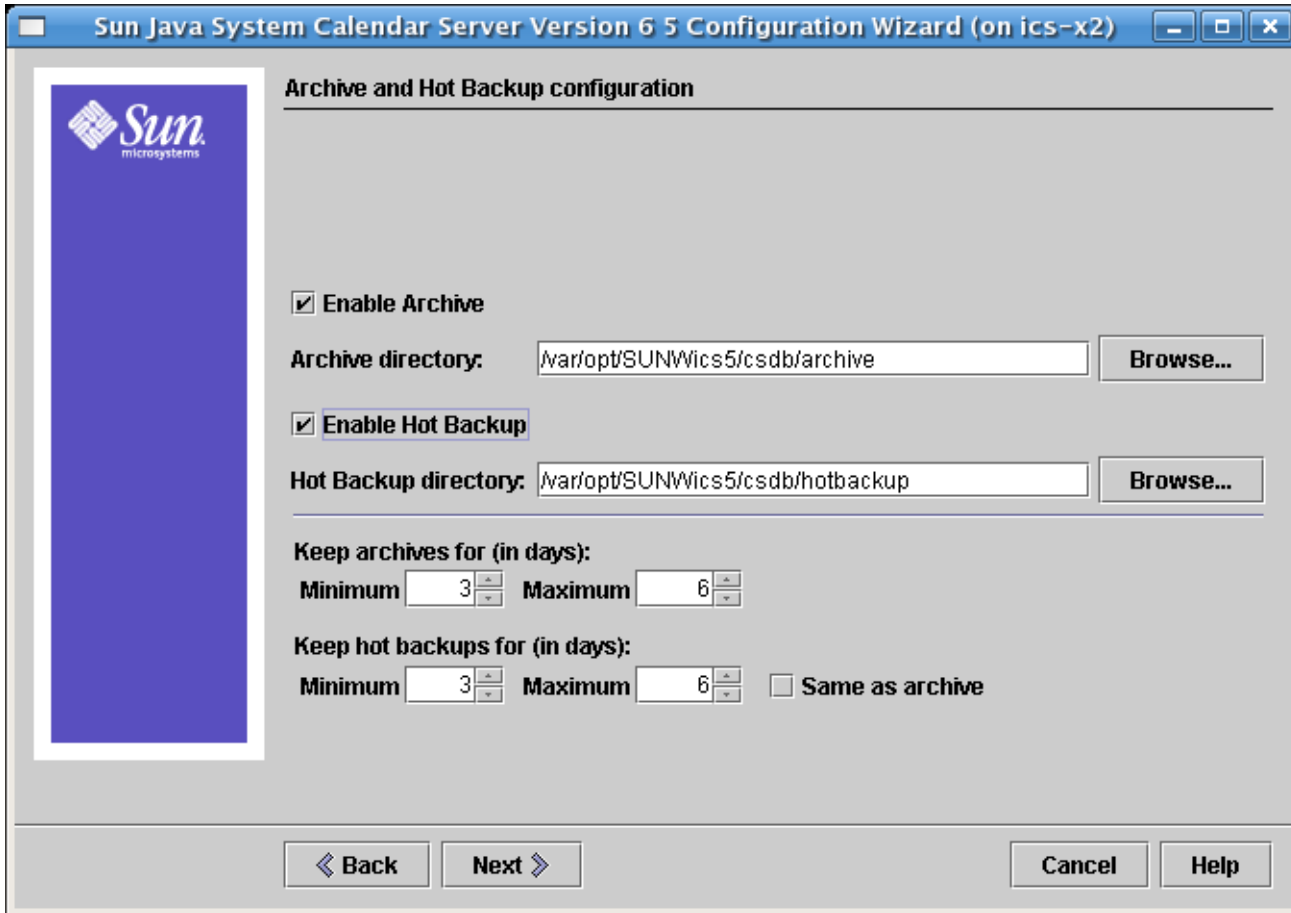 Sun Java System Calendar Server Version 6 5 Configuration Wizard (on ics-x2)
Sun
microsystems
Archive and Hot Backup configuration
Enable Archive
Archive directory: /var/opt/SUNWics5/csdb/archive Browse...
Enable Hot Backup
Hot Backup directory: /var/opt/SUNWics5/csdb/hotbackup Browse...
Keep archives for (in days):
Minimum 3 Maximum 6
Keep hot backups for (in days):
Minimum 3 Maximum 6 Same as archive
Back Next Cancel Help